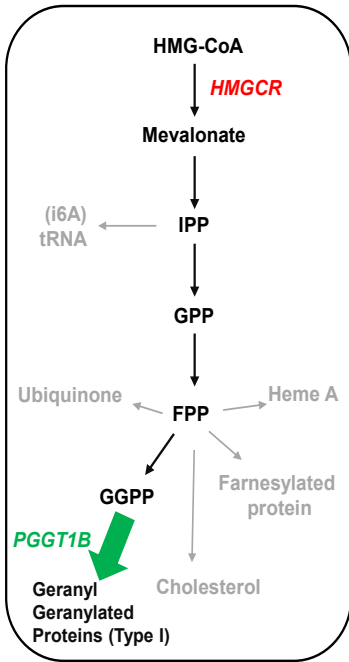 HMG-CoA
HMGCR
Mevalonate
(i6A)
tRNA
IPP
GPP
Ubiquinone
Heme A
FPP
Farnesylated
protein
GGPP
PGGT1B
Cholesterol
Geranyl
Geranylated
Proteins (Type I)